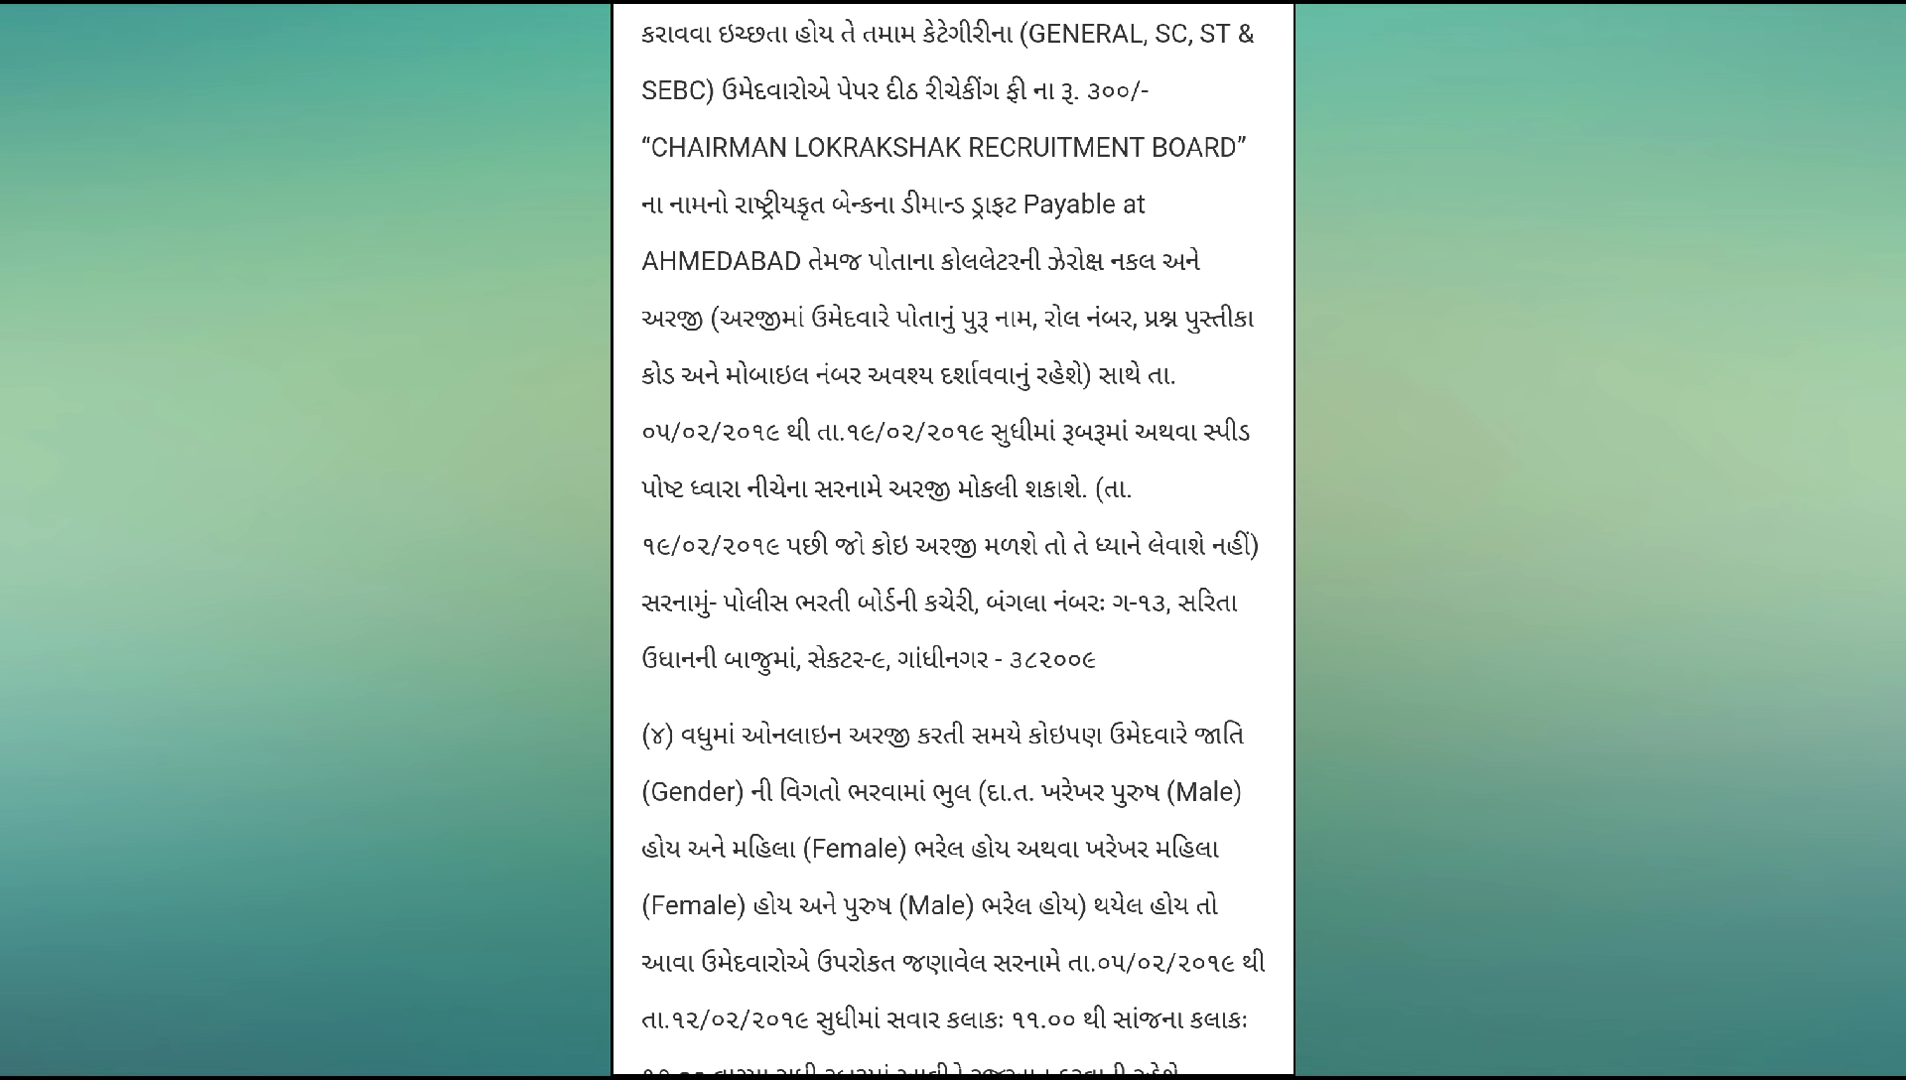 કરાવવા ઇચ્છતા હોય તે તમામ કેટેગીરીના (GENERAL, SC, ST &
SEBC) ઉમેદવારોએ પેપર દીઠ રીચેકીંગ ફી ના રૂ. ૩૦૦/-
“CHAIRMAN LOKRAKSHAK RECRUITMENT BOARD”
ના નામનો રાષ્ટ્રીયકૃત બેન્કના ડીમાન્ડ ડ્રાફ્ટ Payable at
AHMEDABAD તેમજ પોતાના કોલલેટરની ઝેરોક્ષ નકલ અને
અરજી (અરજીમાં ઉમેદવારે પોતાનું પુરૂ નામ, રોલ નંબર, પ્રશ્ન પુસ્તીકા
કોડ અને મોબાઇલ નંબર અવશ્ય દર્શાવવાનું રહેશે) સાથે તા.
૦૫/૦૨/૨૦૧૯ થી તા.૧૯/૦૨/૨૦૧૯ સુધીમાં રૂબરૂમાં અથવા સ્પીડ
પોષ્ટ ધ્વારા નીચેના સરનામે અરજી મોકલી શકાશે. (તા.
૧૯/૦૨/૨૦૧૯ પછી જો કોઇ અરજી મળશે તો તે ધ્યાને લેવાશે નહીં)
સરનામું- પોલીસ ભરતી બોર્ડની કચેરી, બંગલા નંબરઃ ગ-૧૩, સરિતા
ઉધાનની બાજુમાં, સેકટર-૯, ગાંધીનગર - ૩૮૨૦૦૯
(૪) વધુમાં ઓનલાઇન અરજી કરતી સમયે કોઇપણ ઉમેદવારે જાતિ
(Gender) ની વિગતો ભરવામાં ભુલ (દા.ત. ખરેખર પુરુષ (Male)
હોય અને મહિલા (Female) ભરેલ હોય અથવા ખરેખર મહિલા
(Female) હોય અને પુરુષ (Male) ભરેલ હોય) થયેલ હોય તો
આવા ઉમેદવારોએ ઉપરોકત જણાવેલ સરનામે તા.૦૫/૦૨/૨૦૧૯ થી
તા.૧૨/૦૨/૨૦૧૯ સુધીમાં સવાર કલાકઃ ૧૧.૦૦ થી સાંજના કલાકઃ